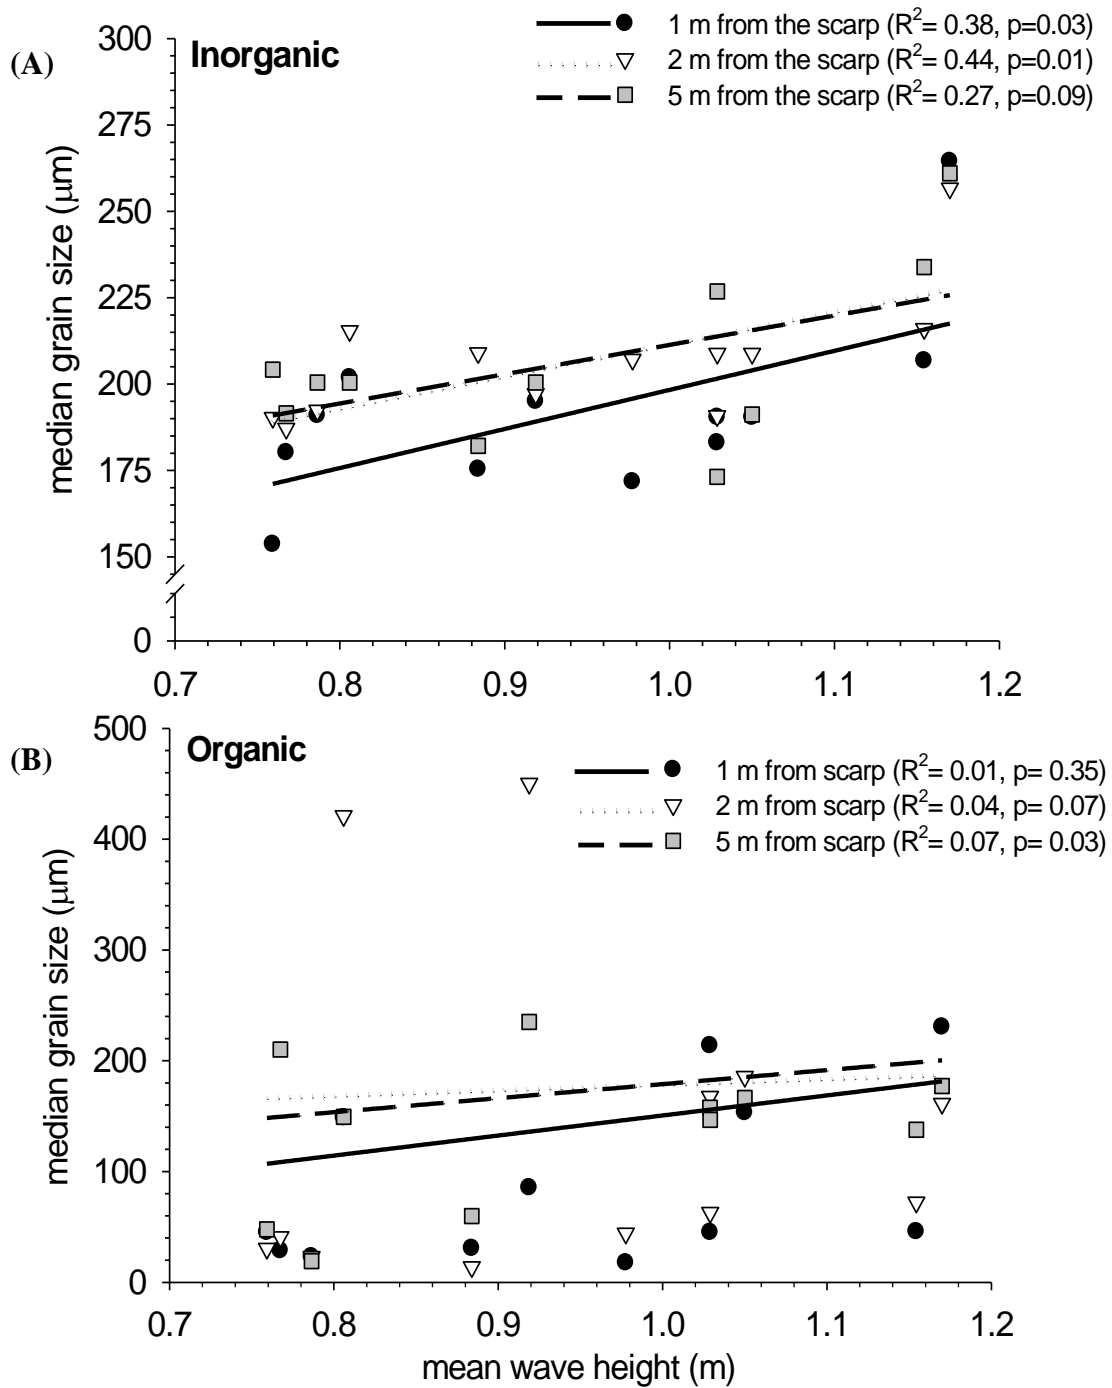 (A)
Inorganic
1 m from the scarp (R²= 0.38, p=0.03)
2 m from the scarp (R²= 0.44, p=0.01)
5 m from the scarp (R²= 0.27, p=0.09)
median grain size (μm)
300
275
250
225
200
175
150
0
0.7 0.8 0.9 1.0 1.1 1.2
(B)
Organic
1 m from scarp (R²= 0.01, p= 0.35)
2 m from scarp (R²= 0.04, p= 0.07)
5 m from scarp (R²= 0.07, p= 0.03)
median grain size (μm)
500
400
300
200
100
0
0.7 0.8 0.9 1.0 1.1 1.2
mean wave height (m)